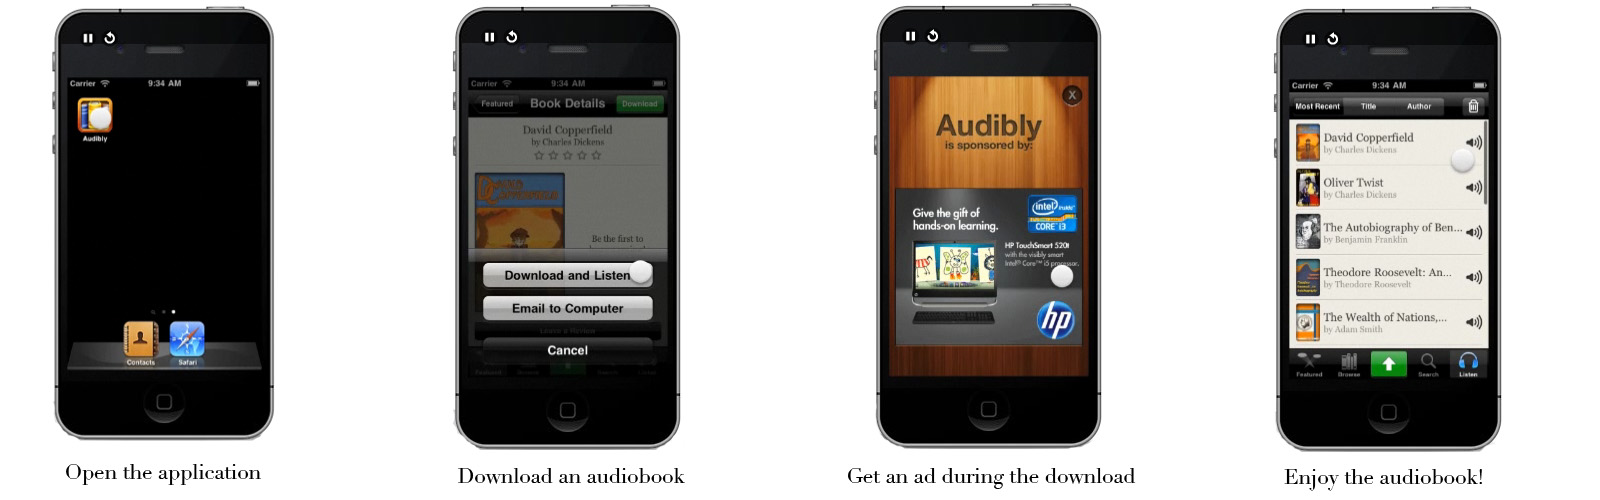 Carrier 9:34 AM
Audibly
Contacts Safari
Open the application
Carrier 9:34 AM
Featured Book Details Download
David Copperfield
by Charles Dickens
Be the first to
Download and Listen
Email to Computer
Leave a Review
Cancel
Download an audiobook
X
Audibly
is sponsored by:
Give the gift of
hands-on learning.
intel inside
CORE i3
HP TouchSmart 520t
with the visibly smart
Intel® Core™ i5 processor.
hp
Get an ad during the download
Carrier 9:34 AM
Most Recent Title Author
David Copperfield
by Charles Dickens
Oliver Twist
by Charles Dickens
The Autobiography of Ben...
by Benjamin Franklin
Theodore Roosevelt: An...
by Theodore Roosevelt
The Wealth of Nations,...
by Adam Smith
Featured Browse Search Listen
Enjoy the audiobook!